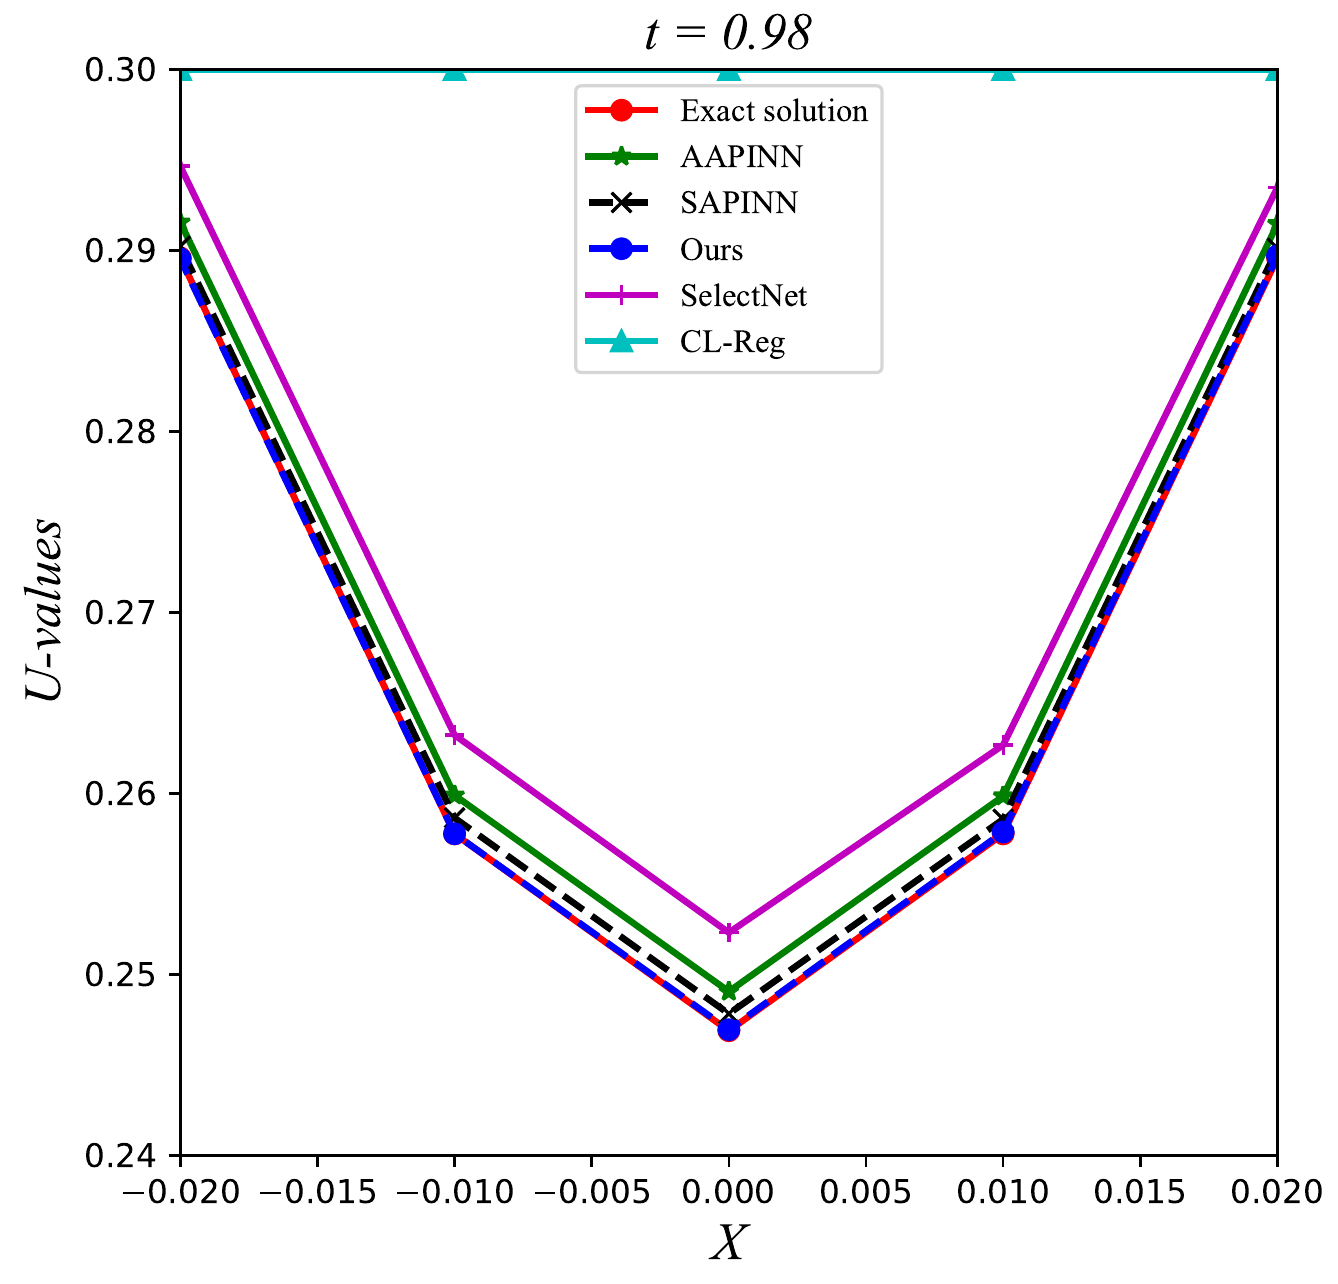 t = 0.98
0.30
Exact solution
AAPINN
SAPINN
Ours
SelectNet
CL-Reg
0.29
0.28
0.27
0.26
0.25
0.24
U-values
−0.020 −0.015 −0.010 −0.005 0.000 0.005 0.010 0.015 0.020
X